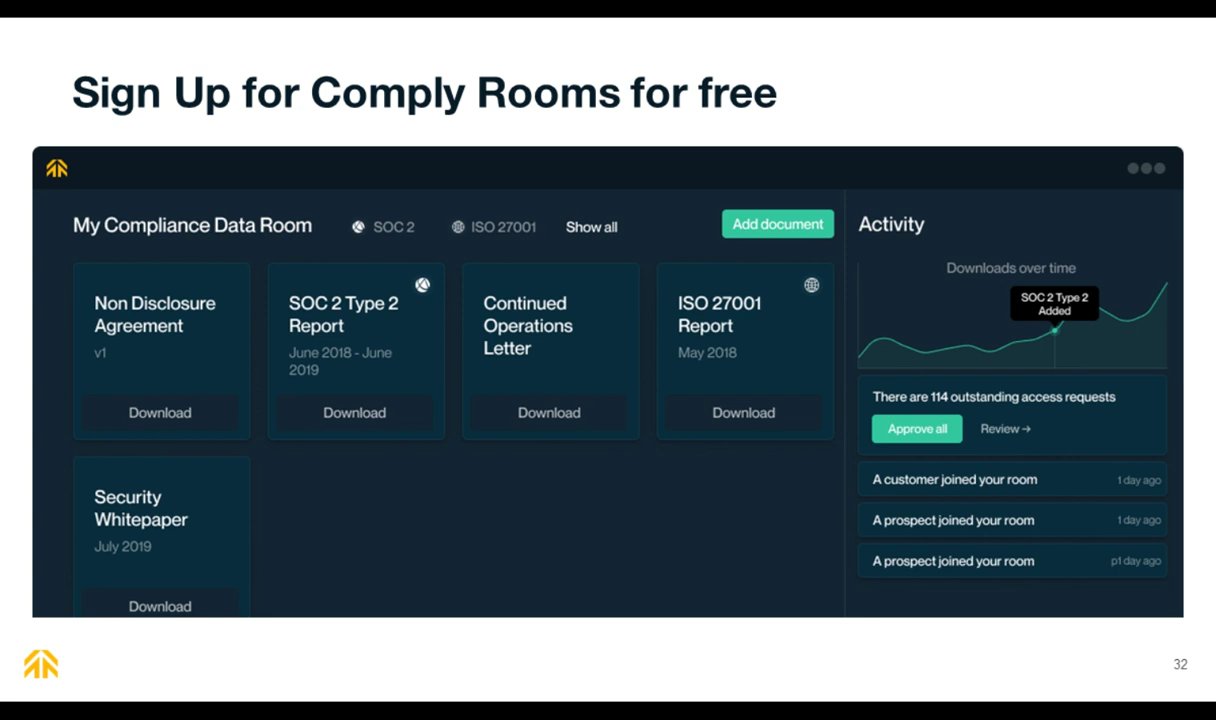 Sign Up for Comply Rooms for free
My Compliance Data Room
SOC 2
ISO 27001
Show all
Add document
Non Disclosure
Agreement
v1
Download
SOC 2 Type 2
Report
June 2018 - June
2019
Download
Continued
Operations
Letter
Download
ISO 27001
Report
May 2018
Download
Security
Whitepaper
July 2019
Download
Activity
Downloads over time
SOC 2 Type 2
Added
There are 114 outstanding access requests
Approve all
Review →
A customer joined your room
1 day ago
A prospect joined your room
1 day ago
A prospect joined your room
p1 day ago
32